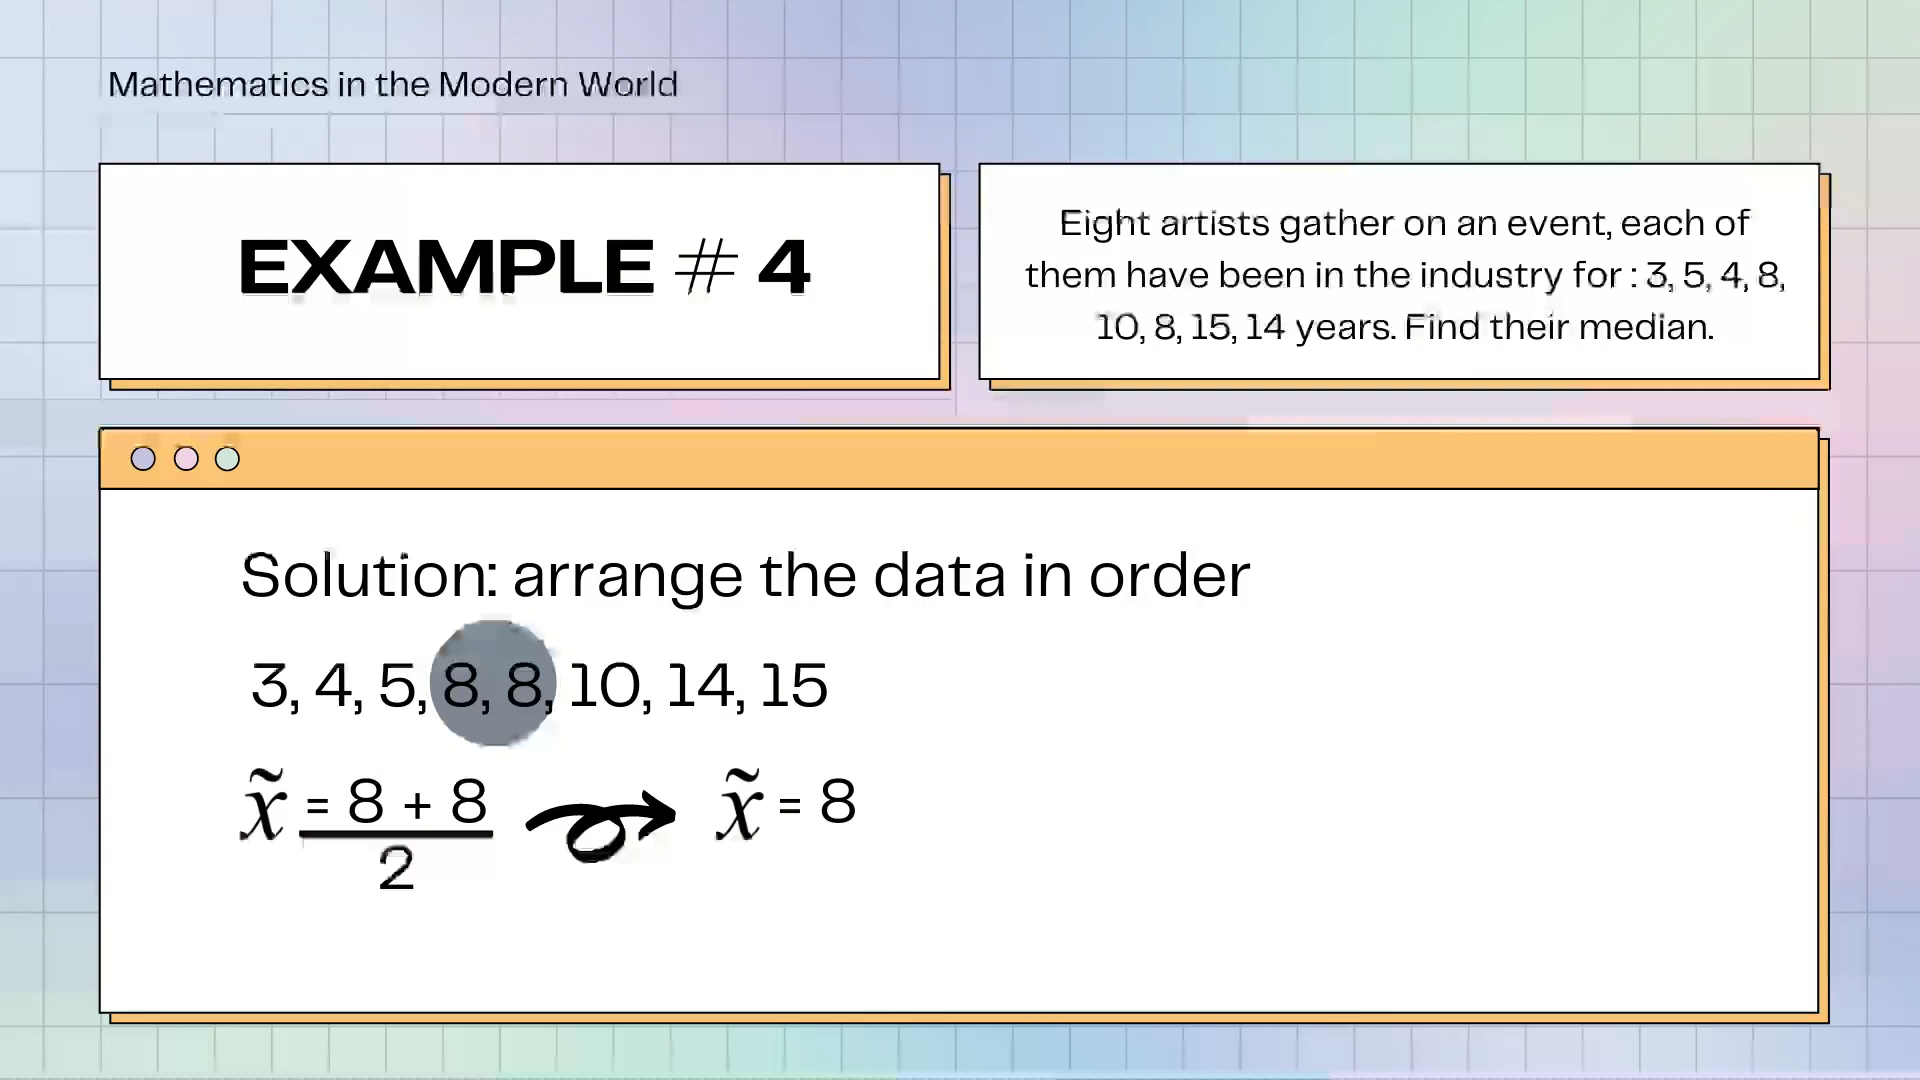 Mathematics in the Modern World
EXAMPLE # 4
Eight artists gather on an event, each of
them have been in the industry for : 3, 5, 4, 8,
10, 8, 15, 14 years. Find their median.
Solution: arrange the data in order
3, 4, 5, 8, 8, 10, 14, 15
x̃ = 8 + 8
2
x̃ = 8